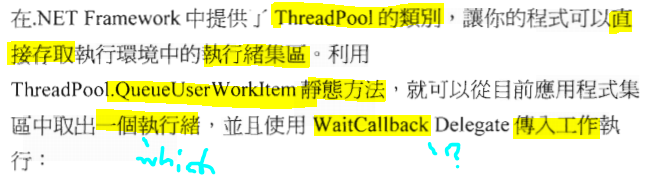 在.NET Framework 中提供了 ThreadPool 的類別，讓你的程式可以直
接存取執行環境中的執行緒集區。利用
ThreadPool.QueueUserWorkItem 靜態方法，就可以從目前應用程式集
區中取出一個執行緒，並且使用 WaitCallback Delegate 傳入工作執
行：
which ?